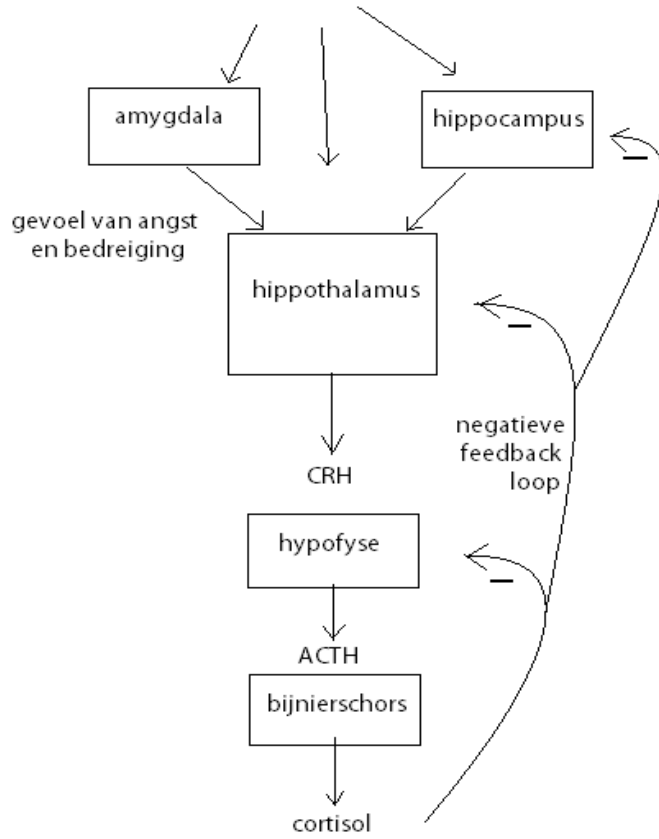 amygdala
hippocampus
gevoel van angst
en bedreiging
hippothalamus
negatieve
feedback
loop
CRH
hypofyse
ACTH
bijnierschors
cortisol